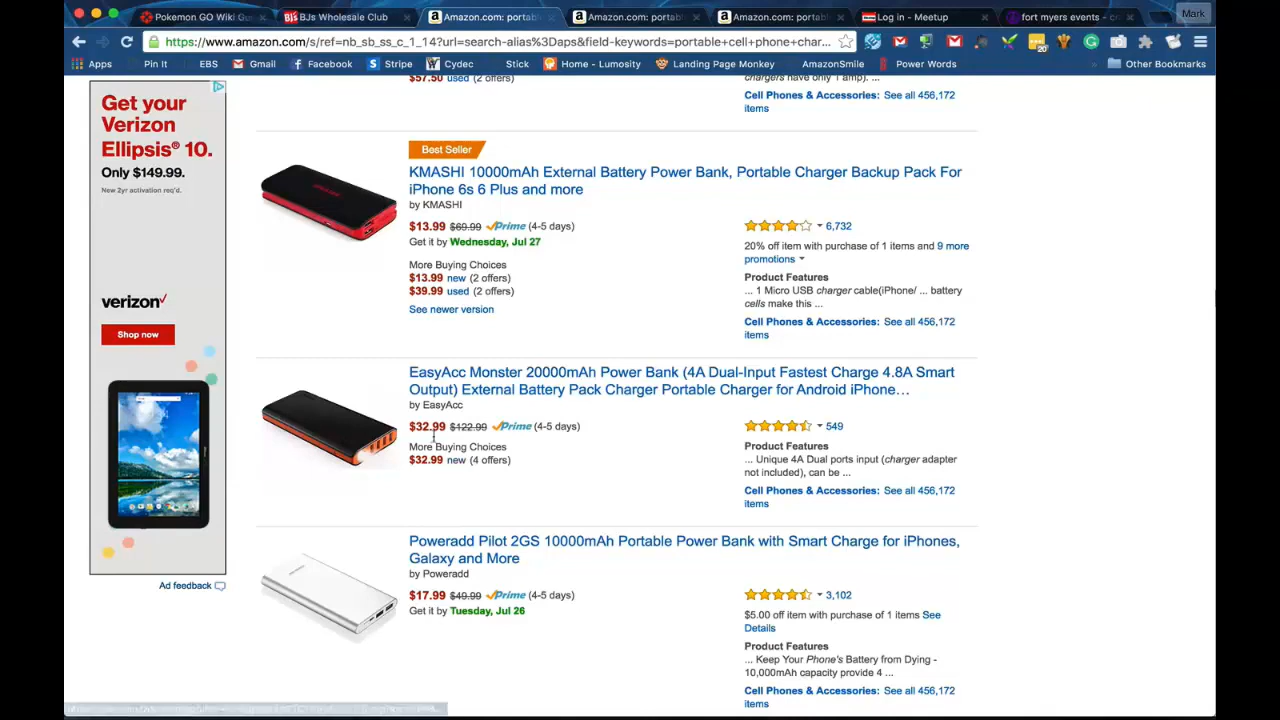 Pokemon GO Wiki Gu
BJs Wholesale Club
Amazon.com: portab
Amazon.com: portab
Amazon.com: portab
Log in - Meetup
fort myers events -
Mark
https://www.amazon.com/s/ref=nb_sb_ss_c_1_14?url=search-alias%3Daps&field-keywords=portable+cell+phone+char...
Apps
Pin It
EBS
Gmail
Facebook
Stripe
Cydec
Stick
Home - Lumosity
Landing Page Monkey
AmazonSmile
Power Words
»
Other Bookmarks
Get your
Verizon
Ellipsis® 10.
Only $149.99.
New 2yr activation req'd.
verizon✓
Shop now
Ad feedback
$57.50 used (2 offers)
chargers have only 1 amp). ...
Cell Phones & Accessories: See all 456,172
items
Best Seller
KMASHI 10000mAh External Battery Power Bank, Portable Charger Backup Pack For
iPhone 6s 6 Plus and more
by KMASHI
$13.99 $69.99 Prime (4-5 days)
Get it by Wednesday, Jul 27
More Buying Choices
$13.99 new (2 offers)
$39.99 used (2 offers)
See newer version
6,732
20% off item with purchase of 1 items and 9 more
promotions
Product Features
... 1 Micro USB charger cable(iPhone/ ... battery
cells make this ...
Cell Phones & Accessories: See all 456,172
items
EasyAcc Monster 20000mAh Power Bank (4A Dual-Input Fastest Charge 4.8A Smart
Output) External Battery Pack Charger Portable Charger for Android iPhone…
by EasyAcc
$32.99 $122.99 Prime (4-5 days)
More Buying Choices
$32.99 new (4 offers)
549
Product Features
... Unique 4A Dual ports input (charger adapter
not included), can be ...
Cell Phones & Accessories: See all 456,172
items
Poweradd Pilot 2GS 10000mAh Portable Power Bank with Smart Charge for iPhones,
Galaxy and More
by Poweradd
$17.99 $49.99 Prime (4-5 days)
Get it by Tuesday, Jul 26
3,102
$5.00 off item with purchase of 1 items See
Details
Product Features
... Keep Your Phone's Battery from Dying -
10,000mAh capacity provide 4 ...
Cell Phones & Accessories: See all 456,172
items